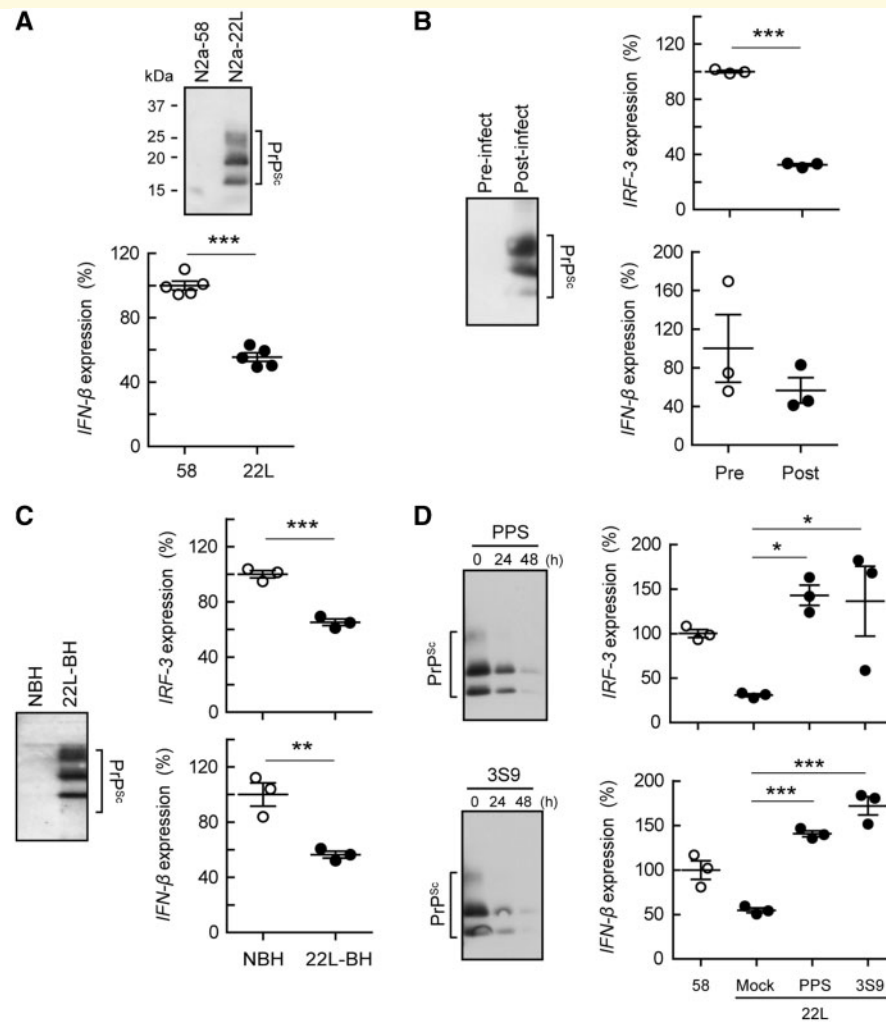 A
N2a-58
N2a-22L
kDa
37
25
20
15
PrPSc
***
IFN-β expression (%)
120
80
40
0
58 22L
B
Pre-infect
Post-infect
PrPSc
***
IRF-3 expression (%)
120
80
40
0
IFN-β expression (%)
200
160
120
80
40
0
Pre Post
C
NBH
22L-BH
PrPSc
***
IRF-3 expression (%)
120
80
40
0
**
IFN-β expression (%)
120
80
40
0
NBH 22L-BH
D
PPS
0 24 48 (h)
PrPSc
*
*
IRF-3 expression (%)
200
150
100
50
0
3S9
0 24 48 (h)
PrPSc
***
***
IFN-β expression (%)
200
150
100
50
0
58 Mock PPS 3S9
22L